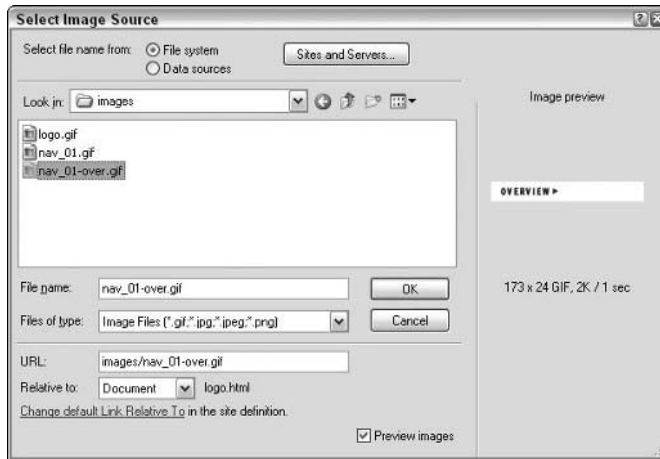 Select Image Source
Select file name from: File system
Sites and Servers...
Data sources
Look in: images
Image preview
logo.gif
nav_01.gif
nav_01-over.gif
OVERVIEW
File name: nav_01-over.gif
OK
173 x 24 GIF, 2K / 1 sec
Files of type: Image Files (*.gif;*.jpg;*.jpeg;*.png)
Cancel
URL: images/nav_01-over.gif
Relative to: Document logo.html
Change default Link Relative To in the site definition.
Preview images